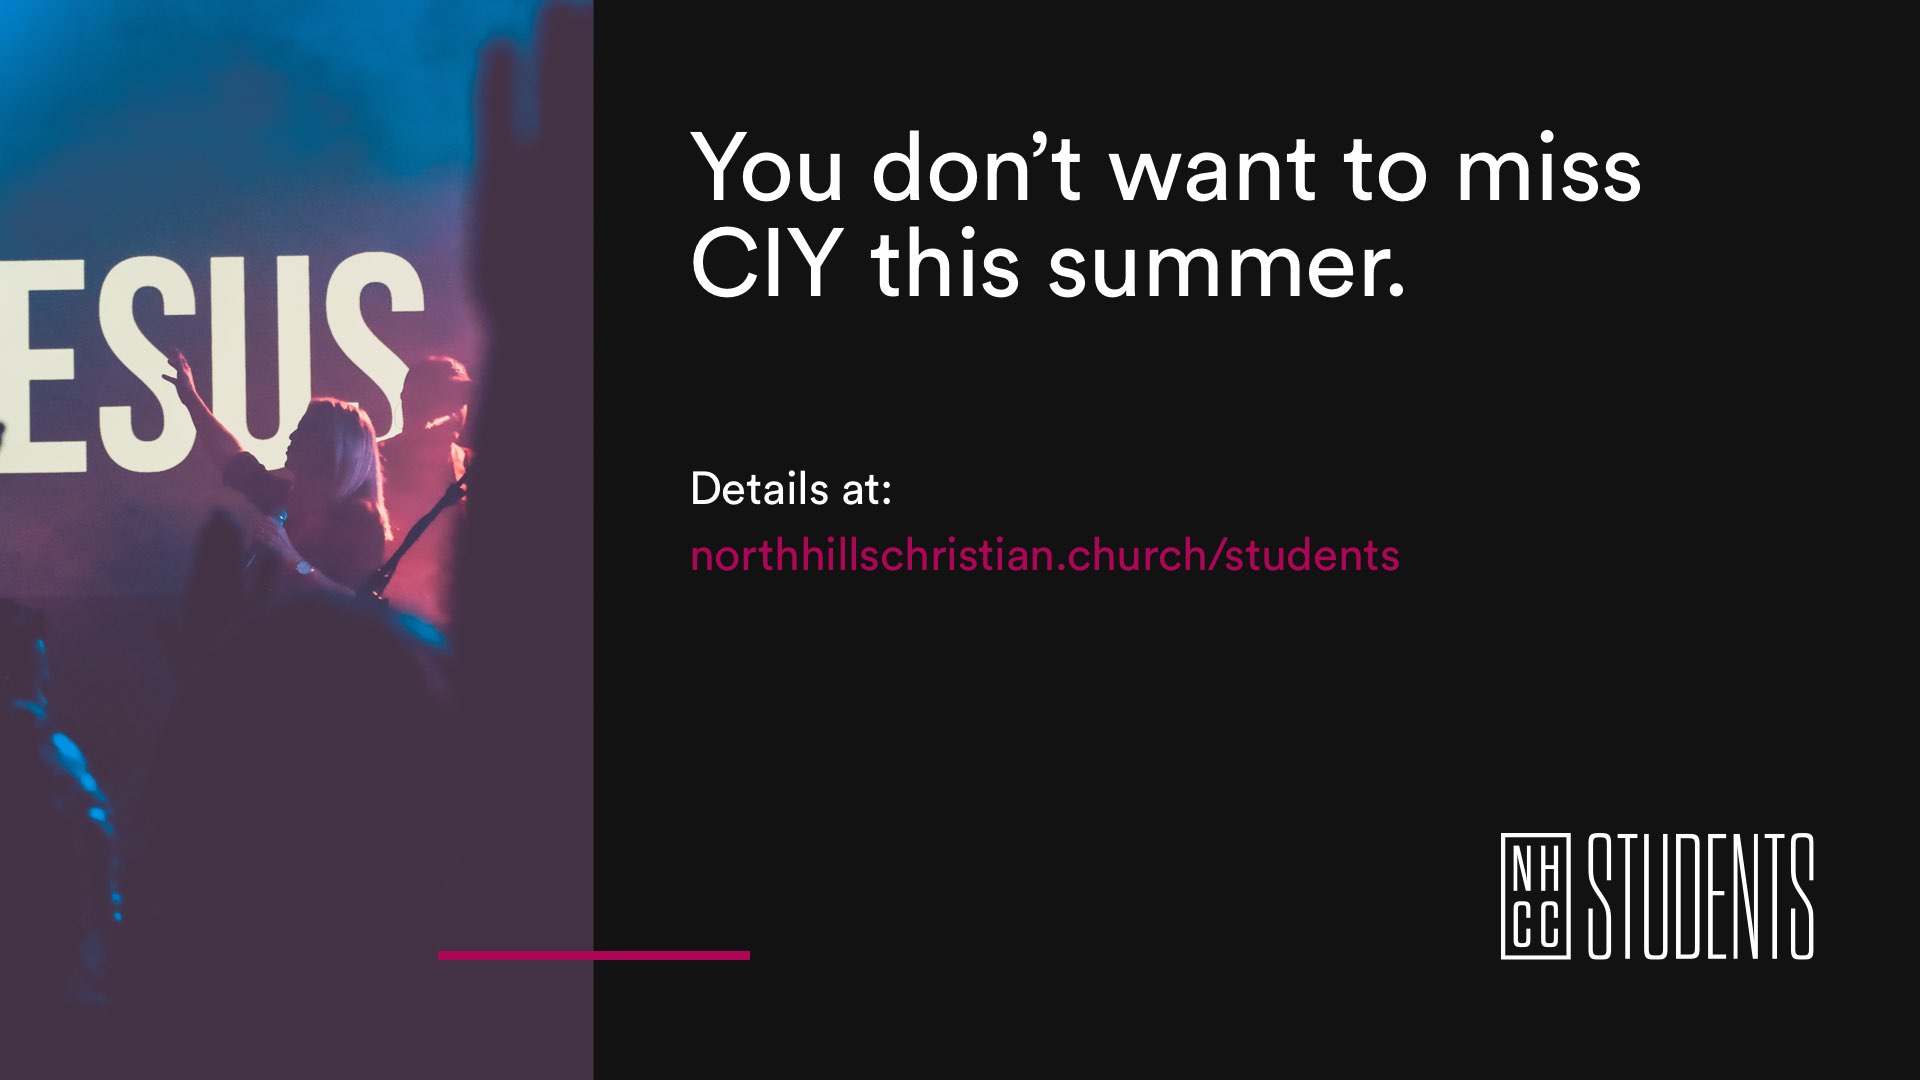 ESUS
You don’t want to miss
CIY this summer.
Details at:
northhillschristian.church/students
NH
CC
STUDENTS